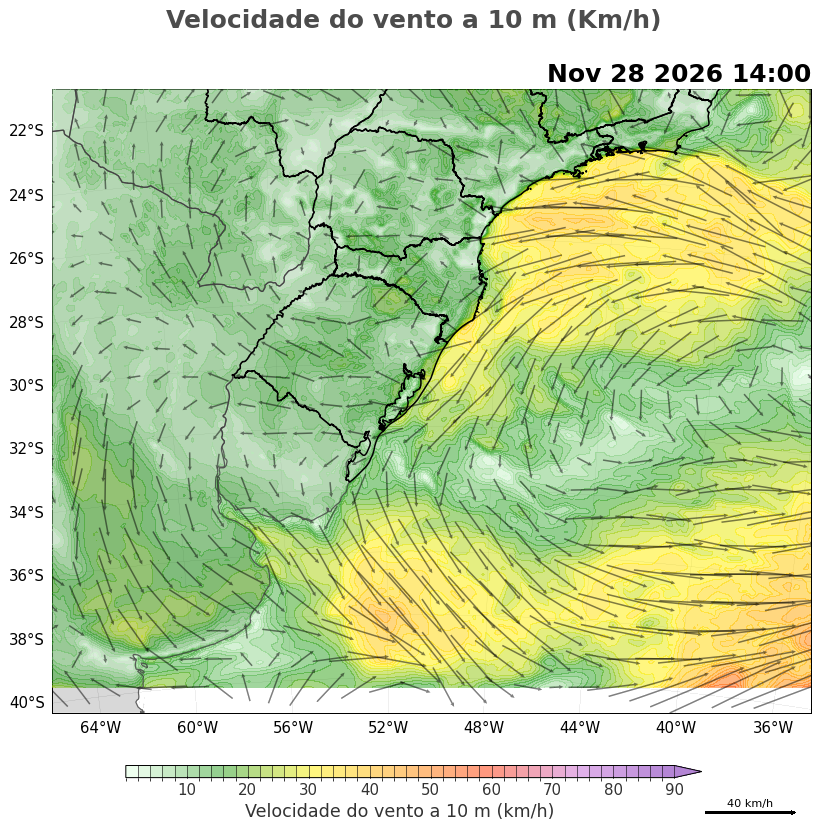 Velocidade do vento a 10 m (Km/h)
Nov 28 2026 14:00
22°S
24°S
26°S
28°S
30°S
32°S
34°S
36°S
38°S
40°S
64°W 60°W 56°W 52°W 48°W 44°W 40°W 36°W
10 20 30 40 50 60 70 80 90
Velocidade do vento a 10 m (km/h)
40 km/h